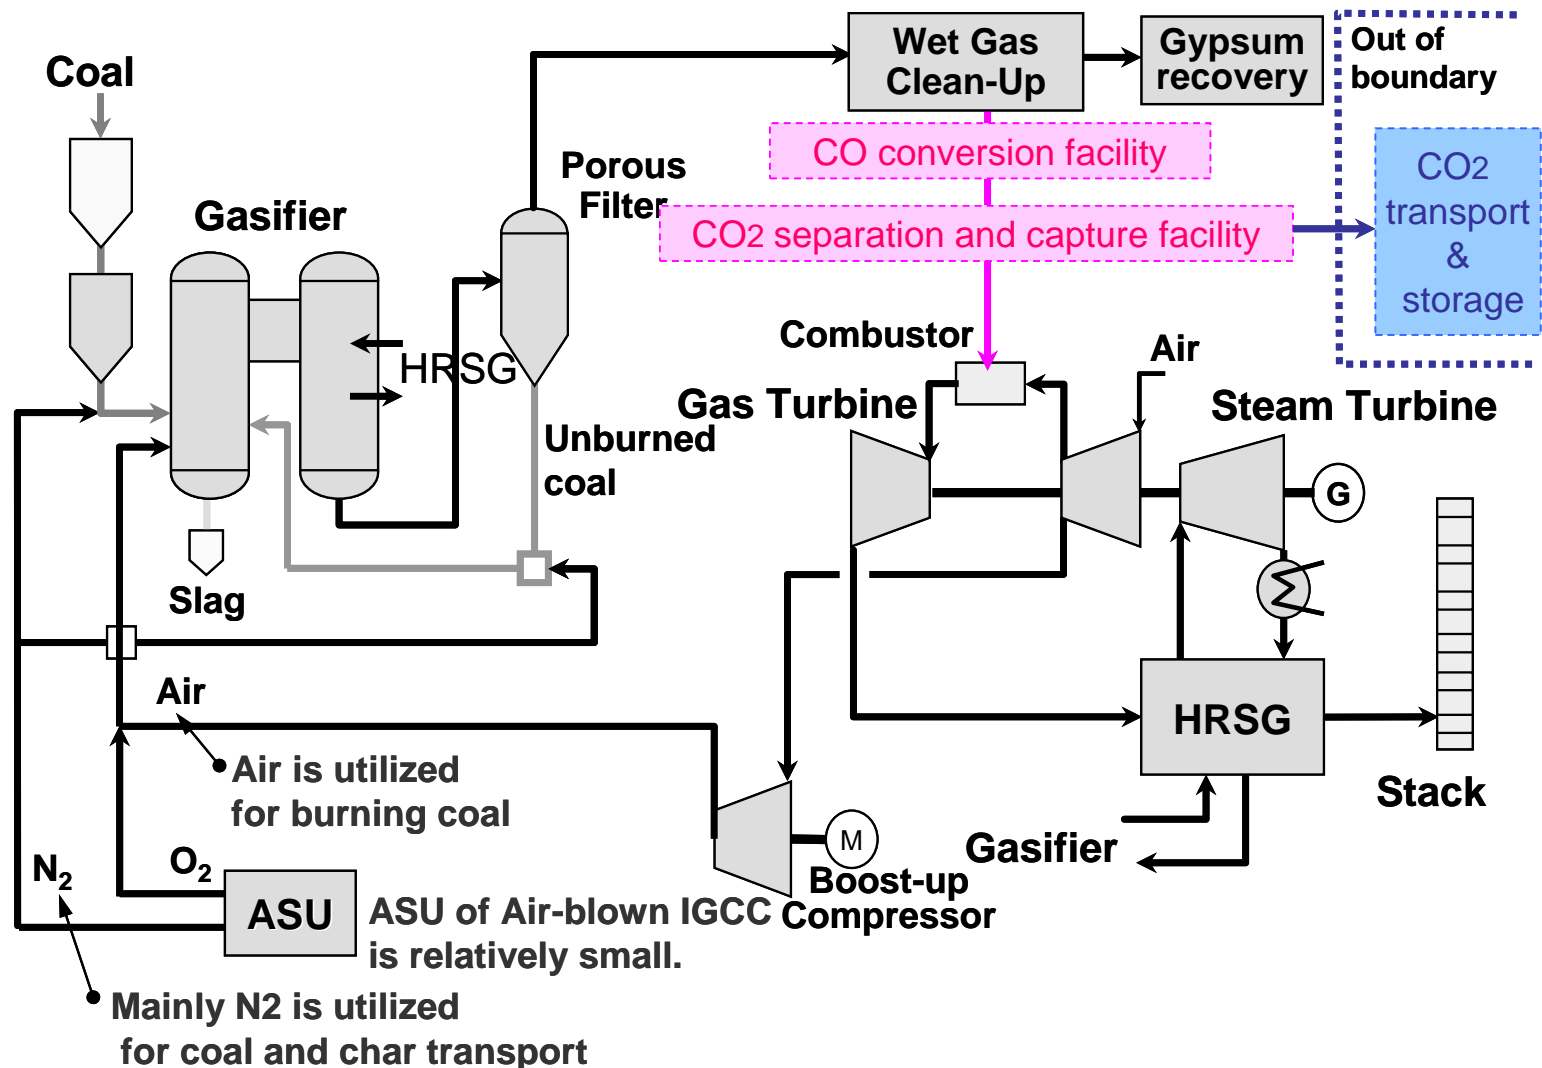 Wet Gas
Clean-Up
Gypsum
recovery
Out of
boundary
Coal
CO conversion facility
CO2
transport
&
storage
Porous
Filter
Gasifier
CO2 separation and capture facility
Combustor
Air
HRSG
Gas Turbine
Steam Turbine
Unburned
coal
G
Slag
Air
HRSG
Air is utilized
for burning coal
Stack
M
Gasifier
O2
N2
Boost-up
Compressor
ASU
ASU of Air-blown IGCC
is relatively small.
Mainly N2 is utilized
for coal and char transport